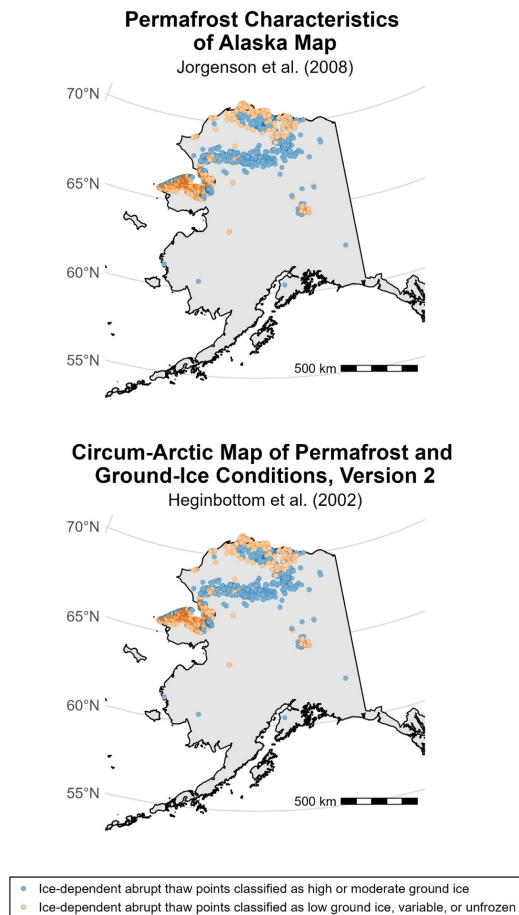 Permafrost Characteristics
of Alaska Map
Jorgenson et al. (2008)
70°N
65°N
60°N
55°N
500 km
Circum-Arctic Map of Permafrost and
Ground-Ice Conditions, Version 2
Heginbottom et al. (2002)
70°N
65°N
60°N
55°N
500 km
Ice-dependent abrupt thaw points classified as high or moderate ground ice
Ice-dependent abrupt thaw points classified as low ground ice, variable, or unfrozen